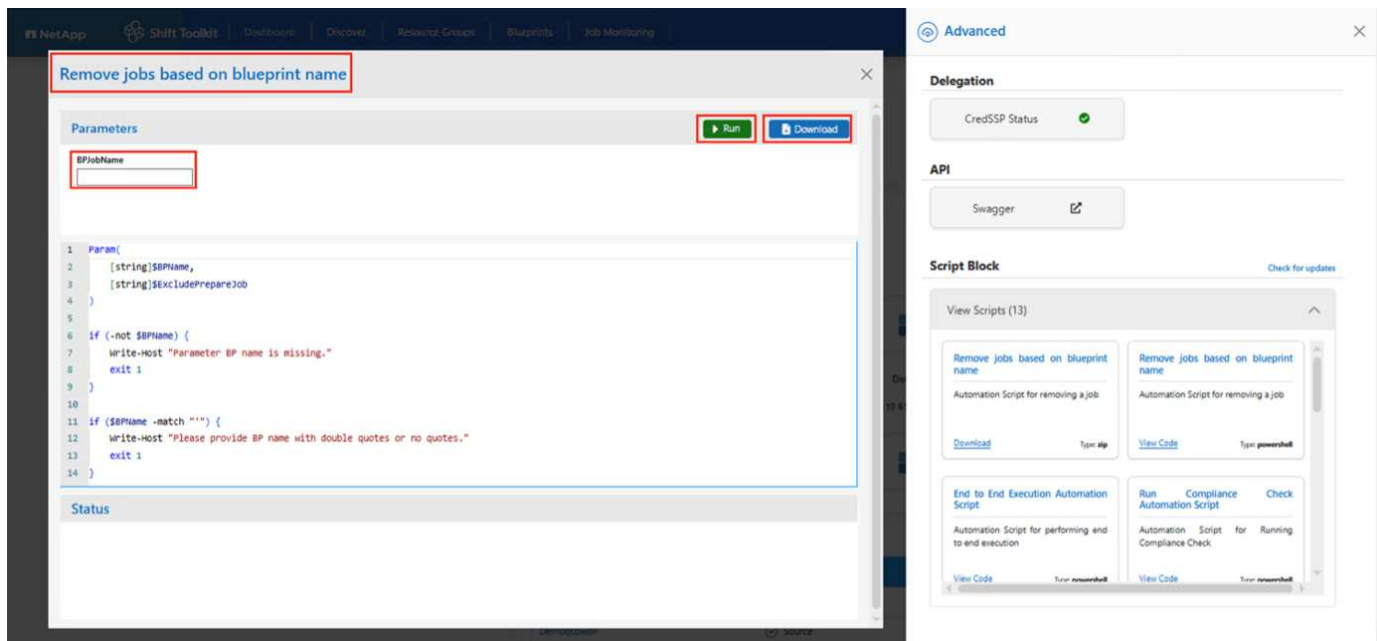 NetApp
Shift Toolkit
Dashboard
Discover
Resource Groups
Blueprints
Job Monitoring
Remove jobs based on blueprint name
Parameters
Run
Download
BPJobName
1 Param(
2 [string]$BPName,
3 [string]$ExcludePrepareJob
4 )
5
6 if (-not $BPName) {
7 Write-Host "Parameter BP name is missing."
8 exit 1
9 }
10
11 if ($BPName -match "'") {
12 Write-Host "Please provide BP name with double quotes or no quotes."
13 exit 1
14 }
Status
DemoqcowBP
Source
Advanced
Delegation
CredSSP Status
API
Swagger
Script Block
Check for updates
View Scripts (13)
Remove jobs based on blueprint
name
Automation Script for removing a job
Download
Type: zip
Remove jobs based on blueprint
name
Automation Script for removing a job
View Code
Type: powershell
End to End Execution Automation
Script
Automation Script for performing end
to end execution
View Code
Type: powershell
Run Compliance Check
Automation Script
Automation Script for Running
Compliance Check
View Code
Type: powershell